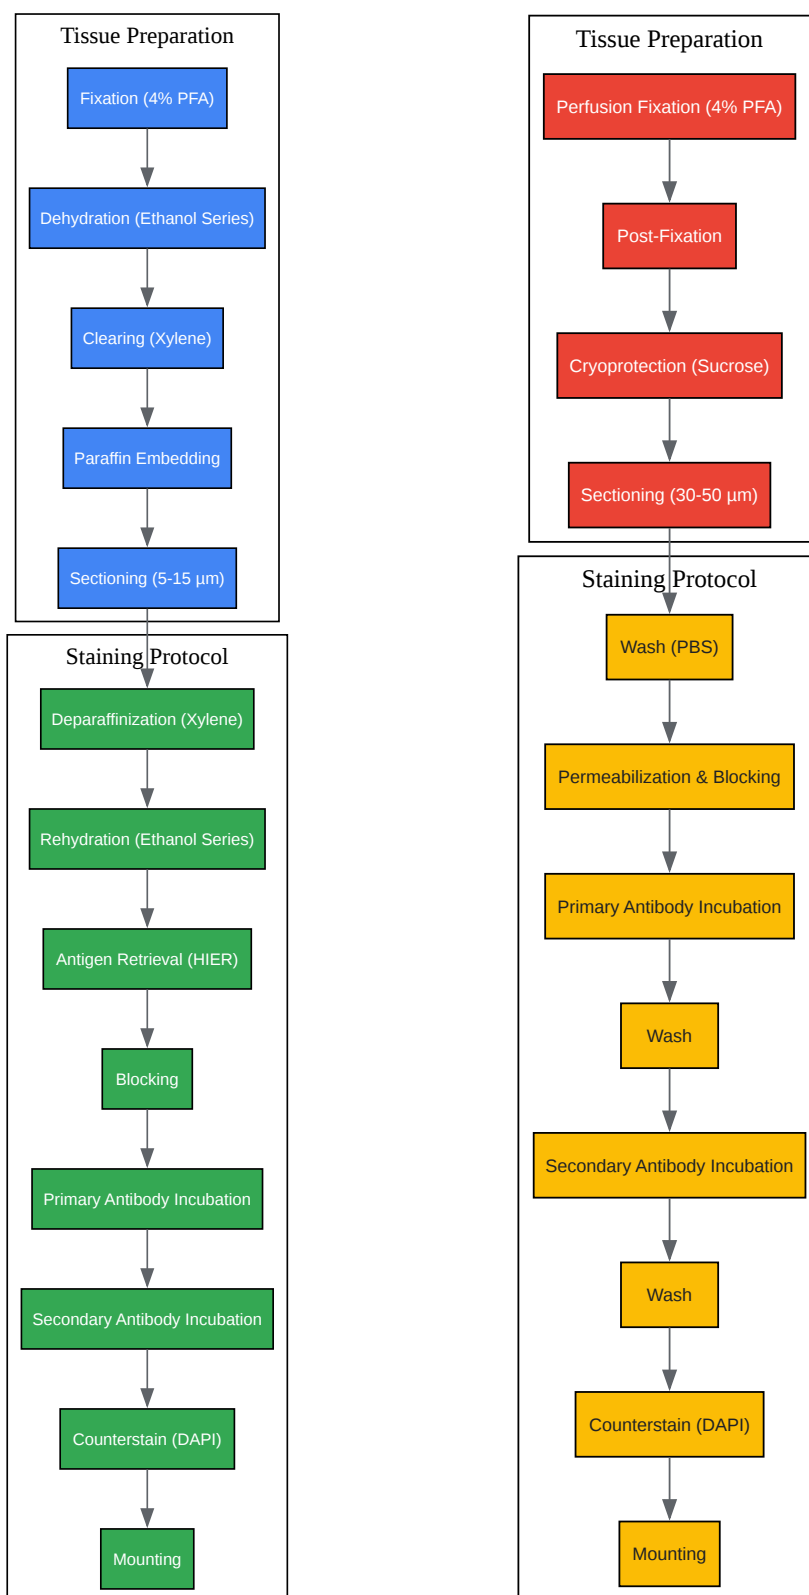 Tissue Preparation
Fixation (4% PFA)
Dehydration (Ethanol Series)
Clearing (Xylene)
Paraffin Embedding
Sectioning (5-15 µm)
Staining Protocol
Deparaffinization (Xylene)
Rehydration (Ethanol Series)
Antigen Retrieval (HIER)
Blocking
Primary Antibody Incubation
Secondary Antibody Incubation
Counterstain (DAPI)
Mounting
Tissue Preparation
Perfusion Fixation (4% PFA)
Post-Fixation
Cryoprotection (Sucrose)
Sectioning (30-50 µm)
Staining Protocol
Wash (PBS)
Permeabilization & Blocking
Primary Antibody Incubation
Wash
Secondary Antibody Incubation
Wash
Counterstain (DAPI)
Mounting